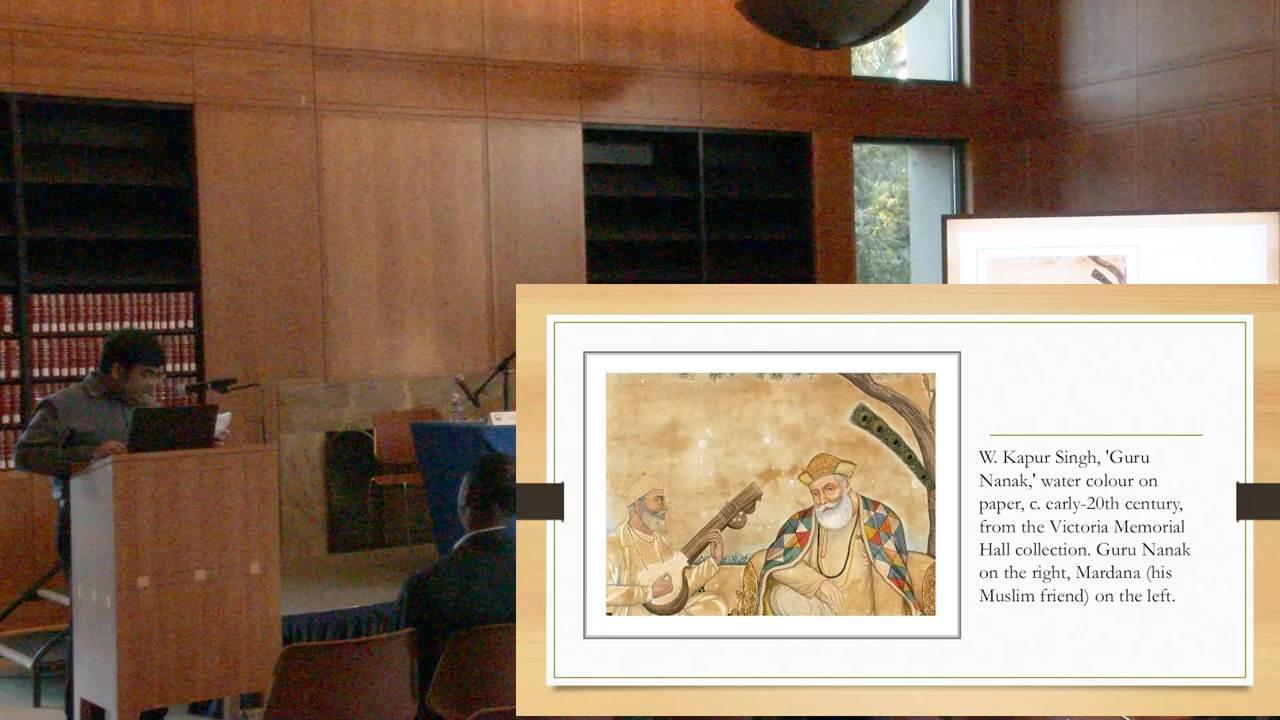 W. Kapur Singh, 'Guru
Nanak,' water colour on
paper, c. early-20th century,
from the Victoria Memorial
Hall collection. Guru Nanak
on the right, Mardana (his
Muslim friend) on the left.